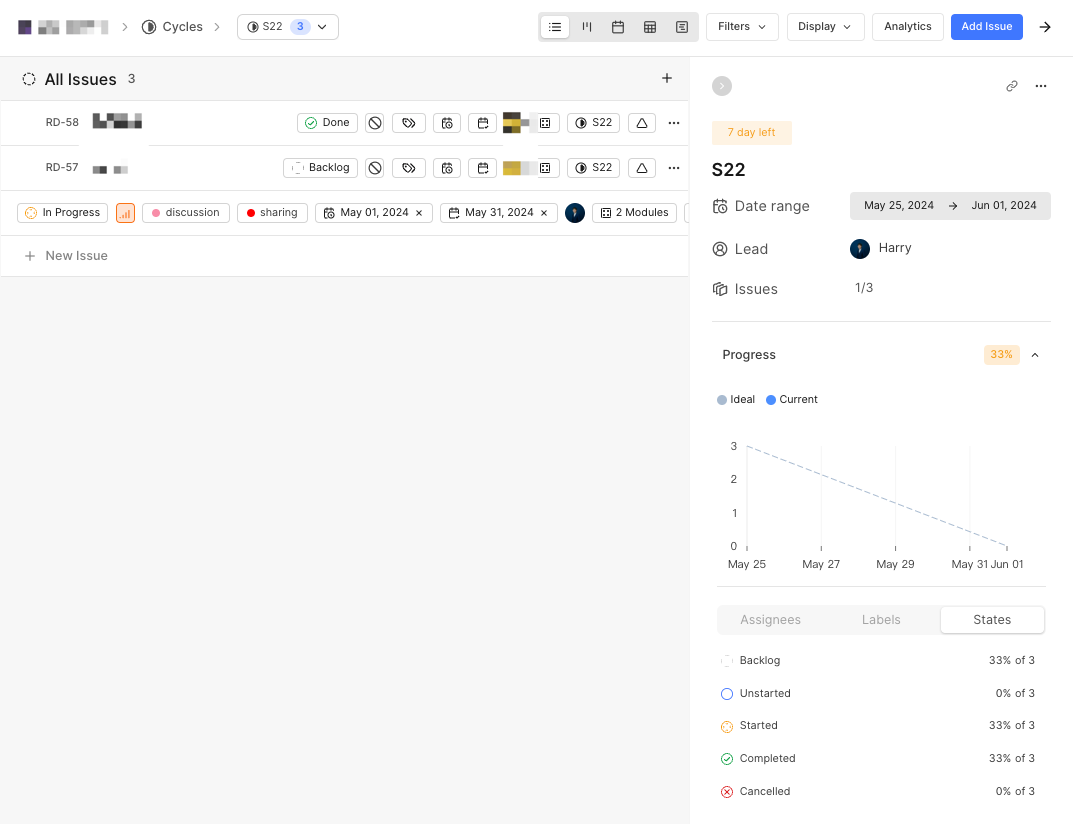 Cycles S22 3 Filters Display Analytics Add Issue
All Issues 3
RD-58 Done S22
RD-57 Backlog S22
In Progress discussion sharing May 01, 2024 × May 31, 2024 × 2 Modules
New Issue
7 day left
S22
Date range May 25, 2024 → Jun 01, 2024
Lead Harry
Issues 1/3
Progress 33%
Ideal Current
3
2
1
0
May 25 May 27 May 29 May 31 Jun 01
Assignees Labels States
Backlog 33% of 3
Unstarted 0% of 3
Started 33% of 3
Completed 33% of 3
Cancelled 0% of 3